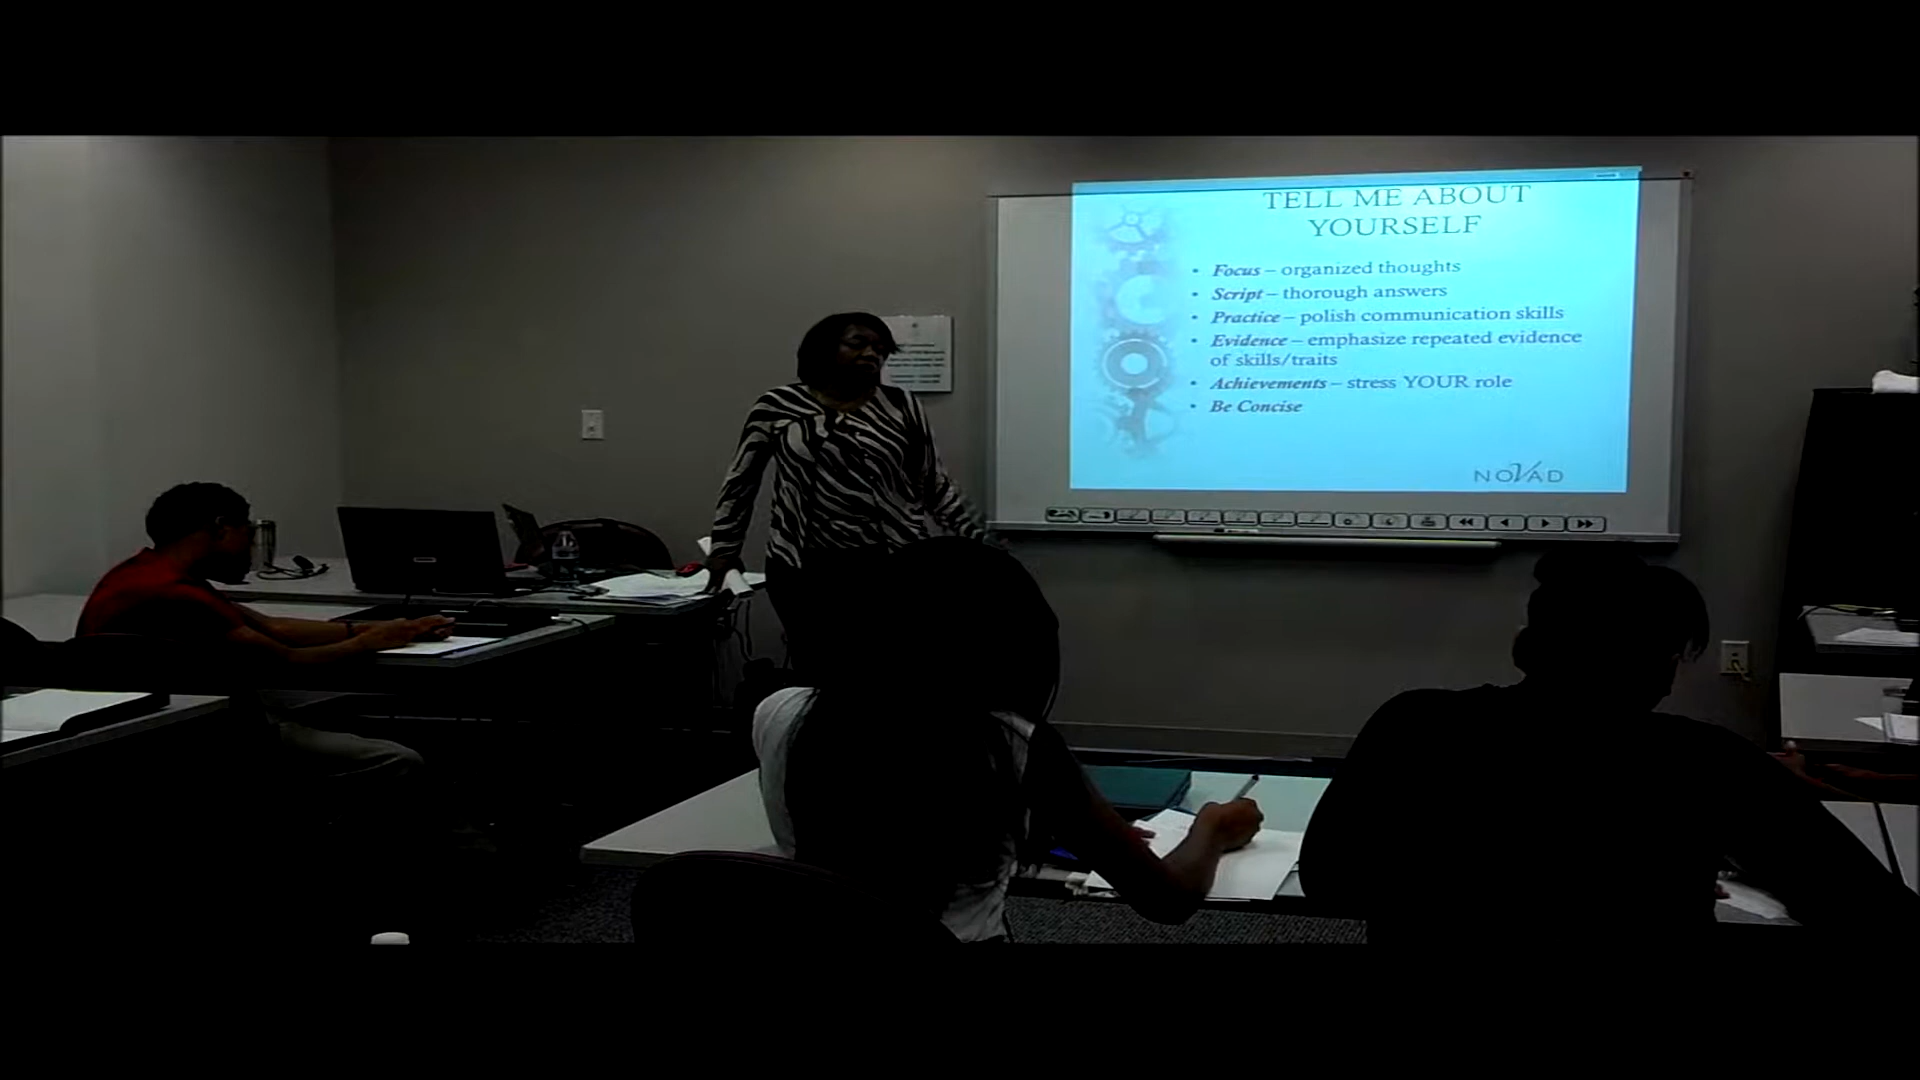 TELL ME ABOUT
YOURSELF
• Focus – organized thoughts
• Script – thorough answers
• Practice – polish communication skills
• Evidence – emphasize repeated evidence
of skills/traits
• Achievements – stress YOUR role
• Be Concise
NOVAD